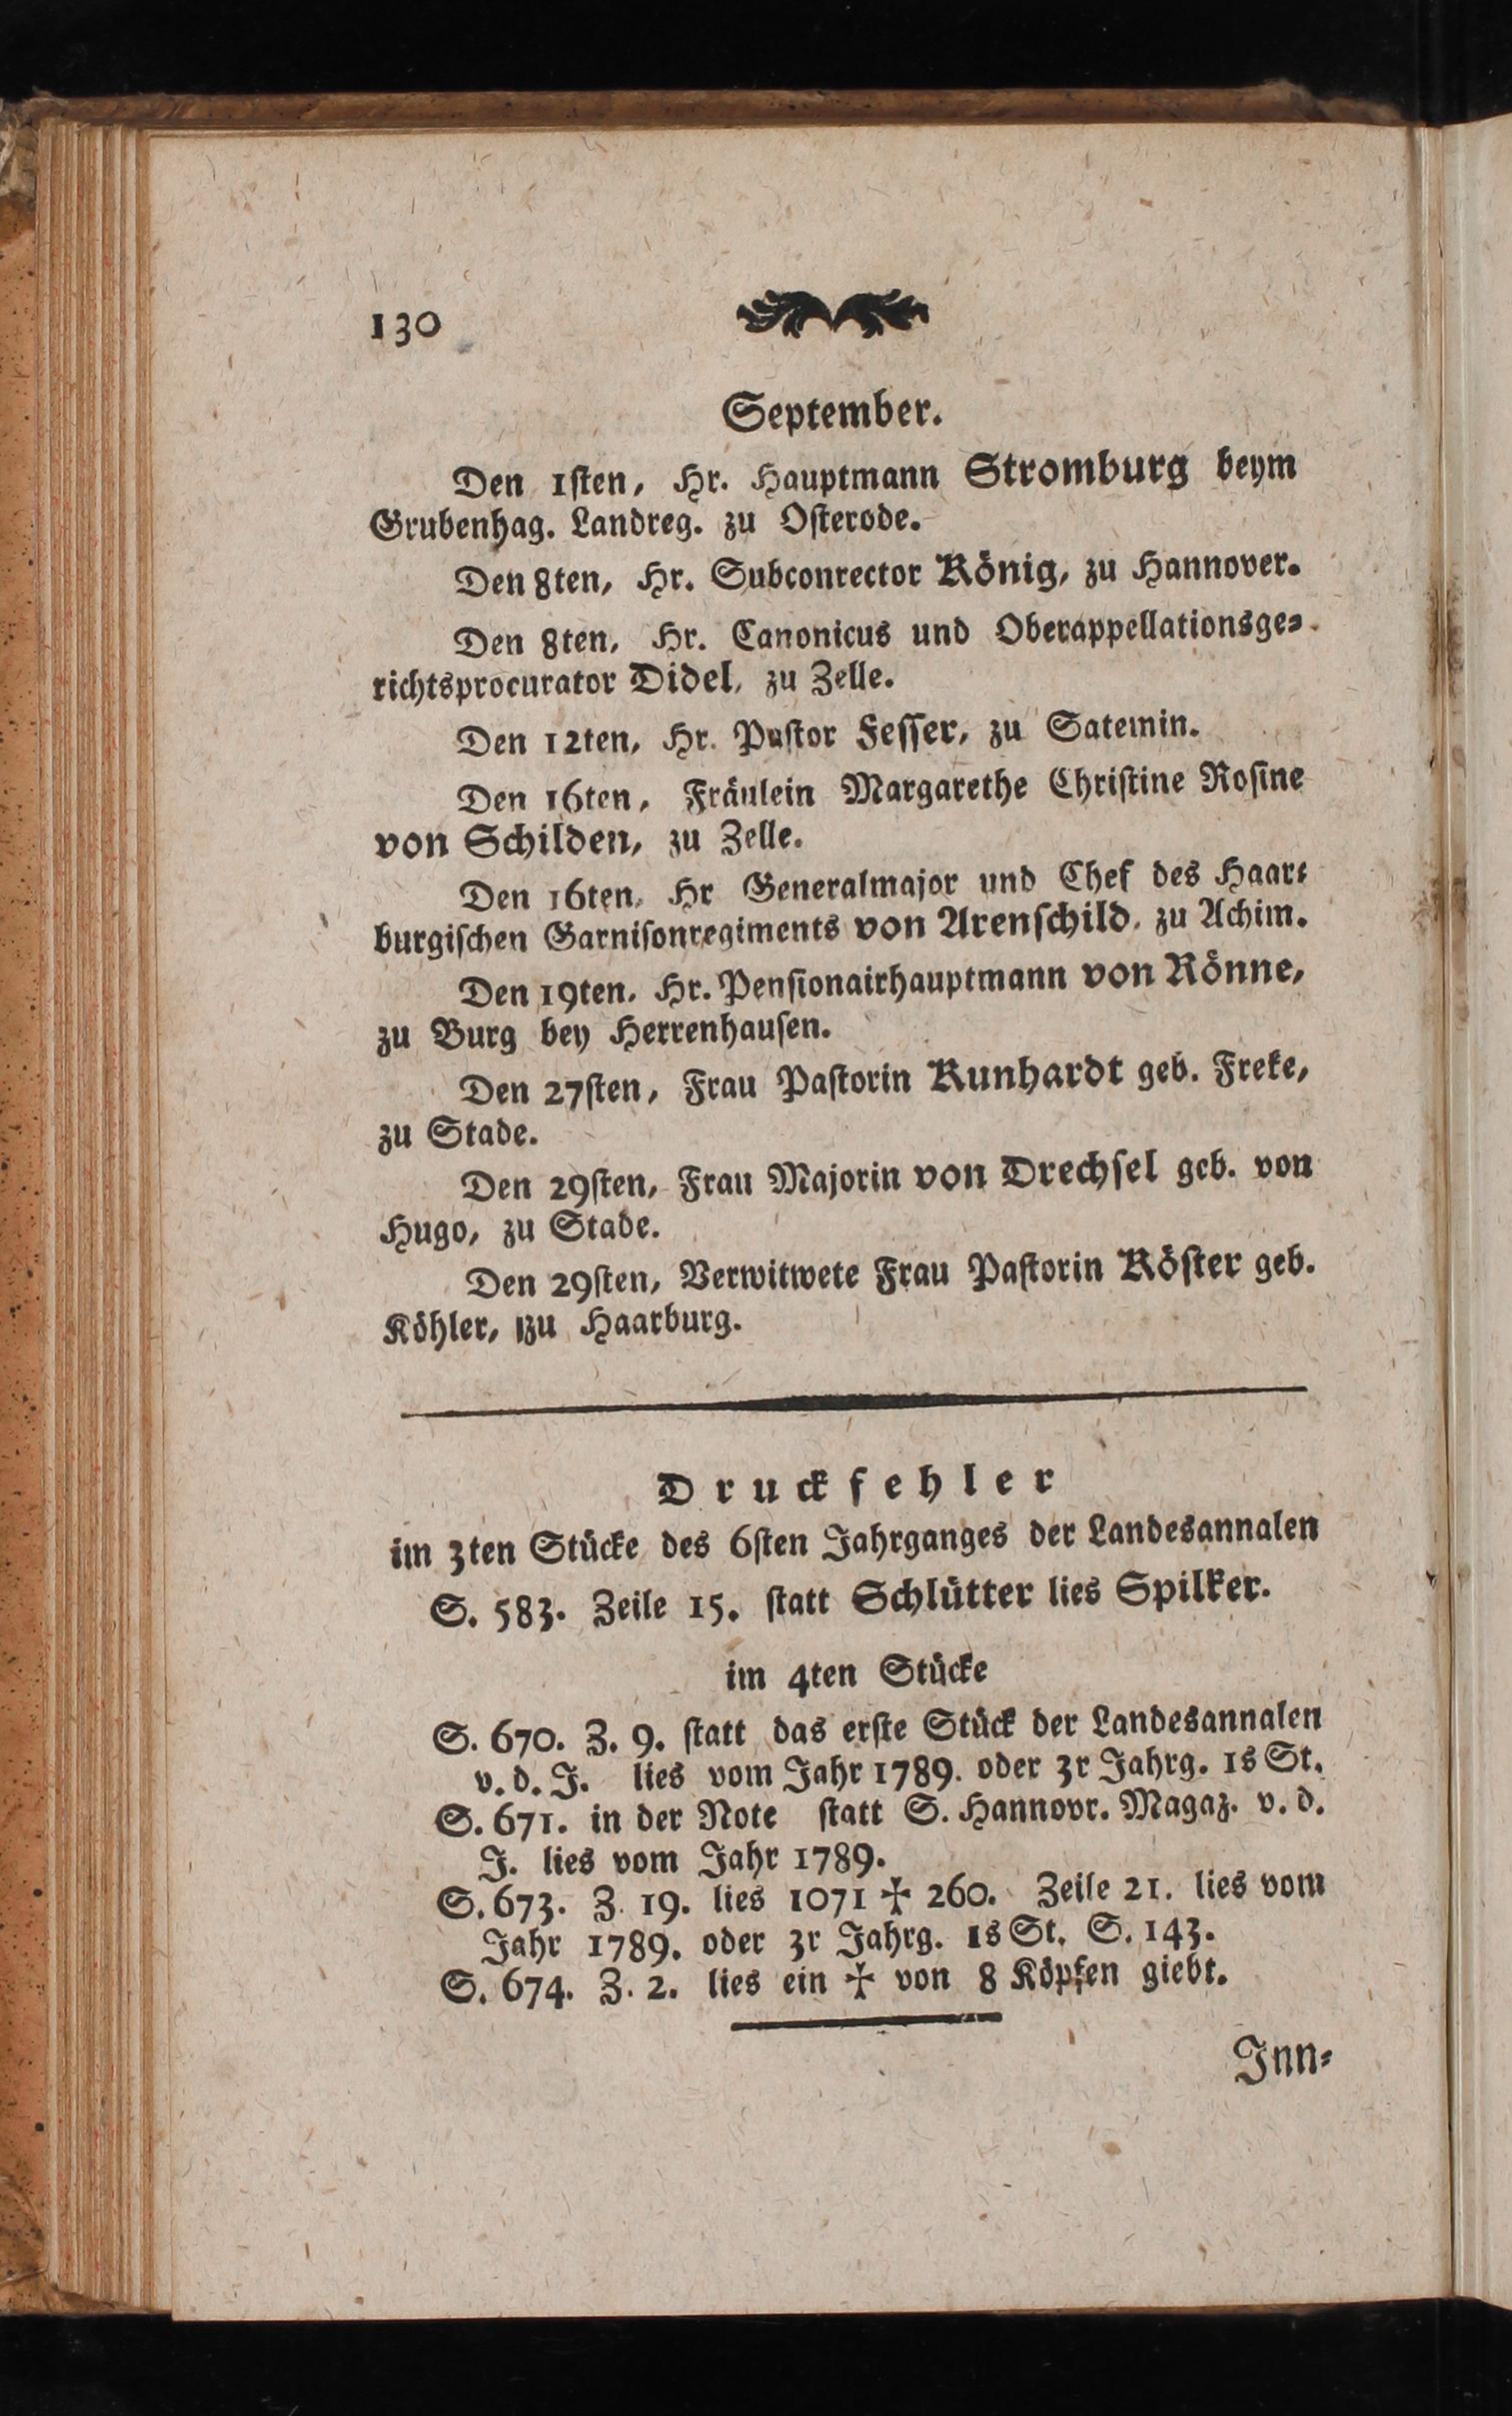 130
September.
Den 1sten, Hr. Hauptmann Stromburg beym
Grubenhag. Landreg. zu Osterode.
Den 8ten, Hr. Subconrector König, zu Hannover.
Den 8ten, Hr. Canonicus und Oberappellationsge-
richtsprocurator Didel, zu Zelle.
Den 12ten, Hr. Pastor Fesser, zu Satemin.
Den 16ten, Fräulein Margarethe Christine Rosine
von Schilden, zu Zelle.
Den 16ten, Hr Generalmajor und Chef des Haar-
burgischen Garnisonregiments von Arenschild, zu Achim.
Den 19ten, Hr. Pensionairhauptmann von Rönne,
zu Burg bey Herrenhausen.
Den 27sten, Frau Pastorin Kunhardt geb. Freke,
zu Stade.
Den 29sten, Frau Majorin von Drechsel geb. von
Hugo, zu Stade.
Den 29sten, Verwitwete Frau Pastorin Köster geb.
Köhler, zu Haarburg.
Druckfehler
im 3ten Stücke des 6sten Jahrganges der Landesannalen
S. 583. Zeile 15. statt Schlütter lies Spilker.
im 4ten Stücke
S. 670. Z. 9. statt das erste Stück der Landesannalen
v. d. J. lies vom Jahr 1789. oder 3r Jahrg. 1s St.
S. 671. in der Note statt S. Hannovr. Magaz. v. d.
J. lies vom Jahr 1789.
S. 673. Z. 19. lies 1071 ✠ 260. Zeile 21. lies vom
Jahr 1789. oder 3r Jahrg. 1s St. S. 143.
S. 674. Z. 2. lies ein ✠ von 8 Köpfen giebt.
Inn-